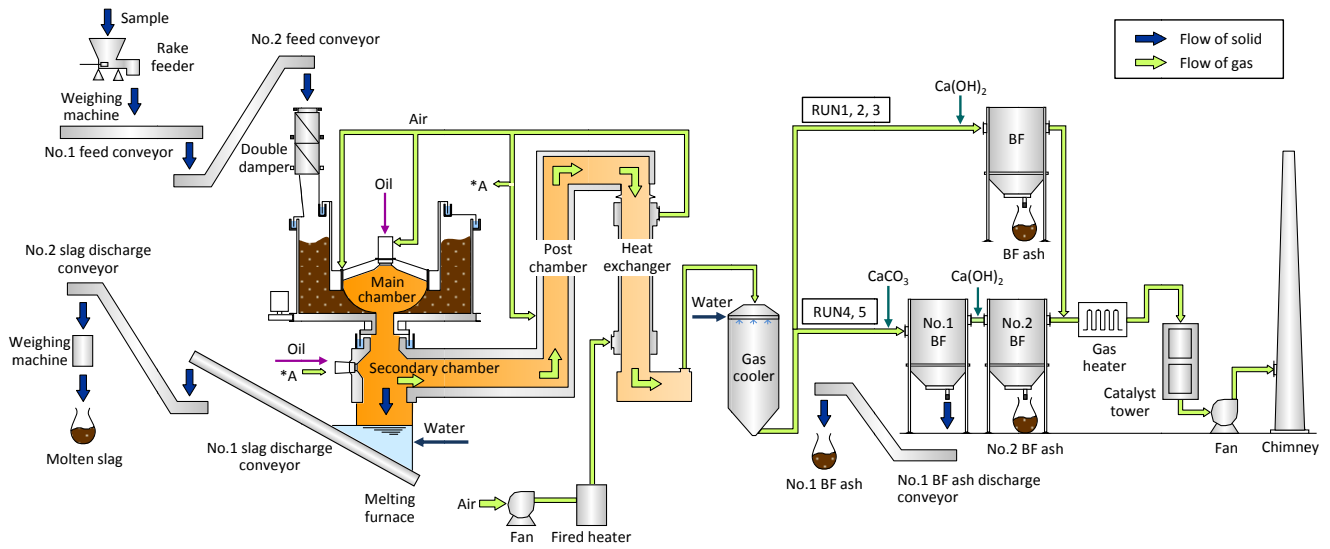 Sample
Rake
feeder
Weighing
machine
No.1 feed conveyor
No.2 feed conveyor
Double
damper
Air
Oil
*A
Main
chamber
Post
chamber
Heat
exchanger
Oil
*A
Secondary chamber
Water
Melting
furnace
No.2 slag discharge
conveyor
Weighing
machine
Molten slag
No.1 slag discharge
conveyor
Air
Fan
Fired heater
Water
Gas
cooler
RUN1, 2, 3
Ca(OH)2
BF
BF ash
RUN4, 5
CaCO3
Ca(OH)2
No.1
BF
No.2
BF
No.1 BF ash
No.2 BF ash
No.1 BF ash discharge
conveyor
Gas
heater
Catalyst
tower
Fan
Chimney
Flow of solid
Flow of gas